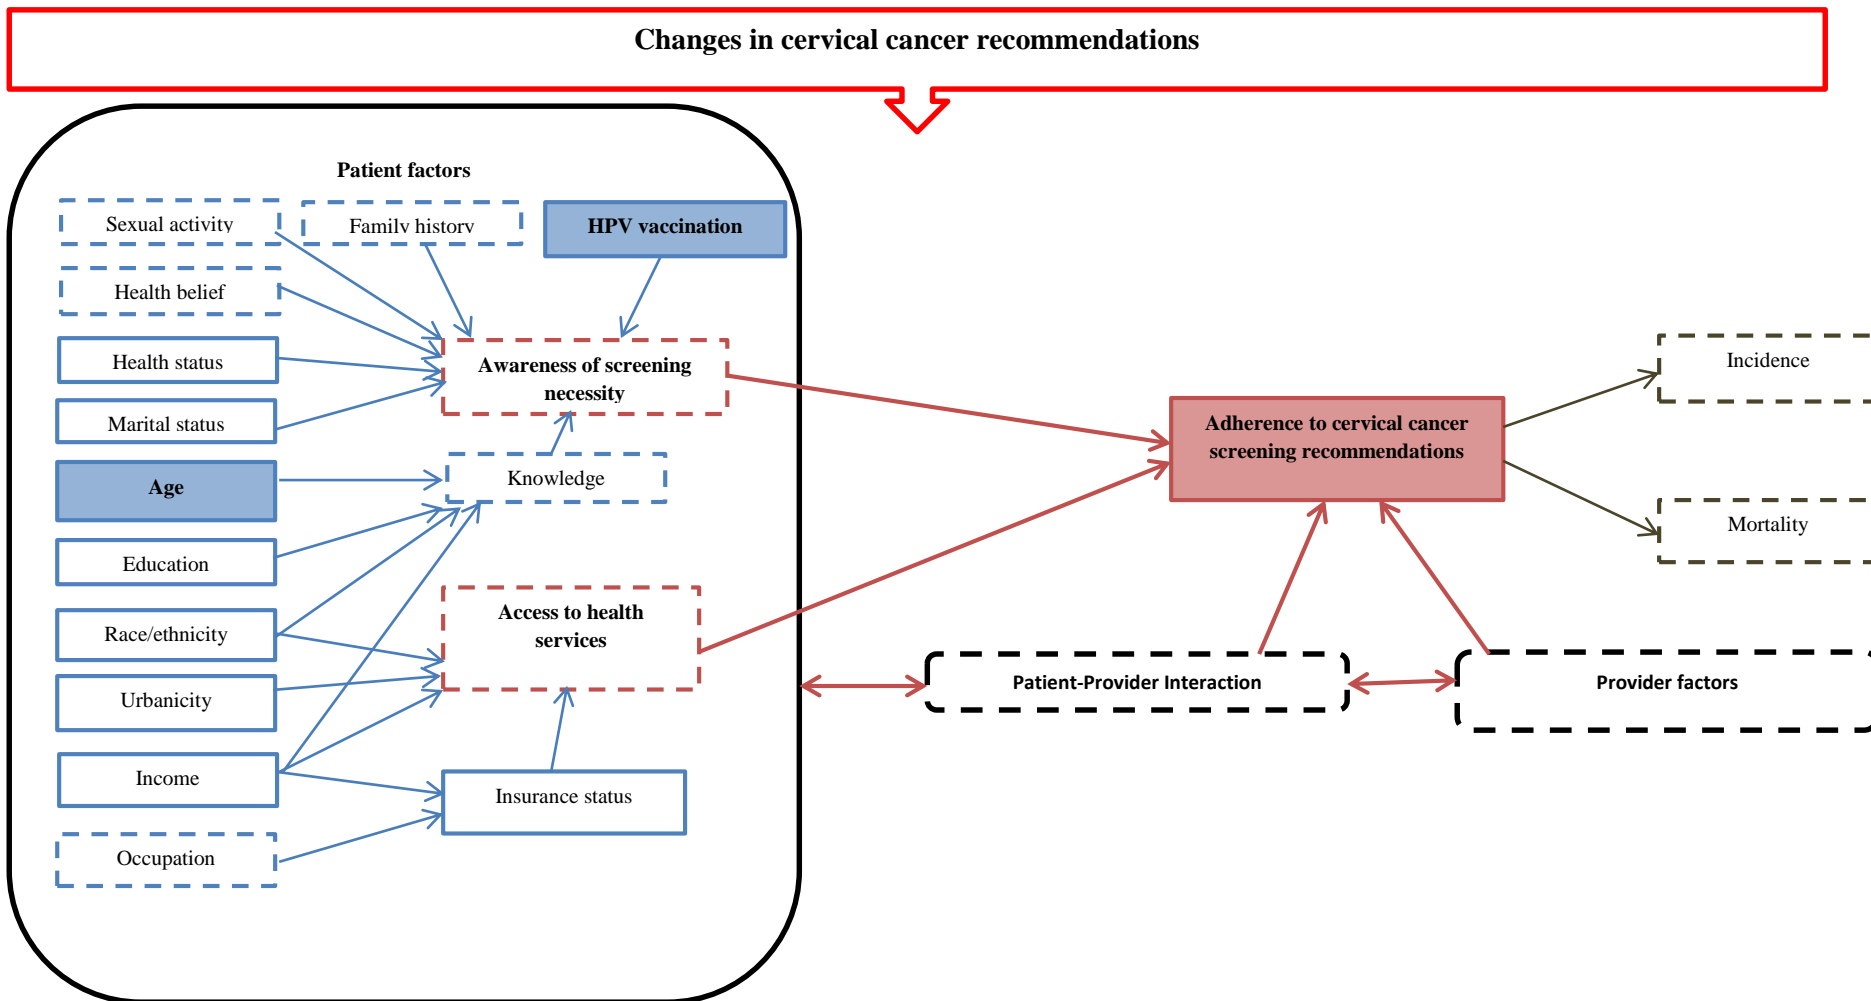 Changes in cervical cancer recommendations
Patient factors
Sexual activity
Family history
HPV vaccination
Health belief
Health status
Awareness of screening
necessity
Marital status
Age
Knowledge
Education
Race/ethnicity
Access to health
services
Urbanicity
Income
Insurance status
Occupation
Adherence to cervical cancer
screening recommendations
Incidence
Mortality
Patient-Provider Interaction
Provider factors